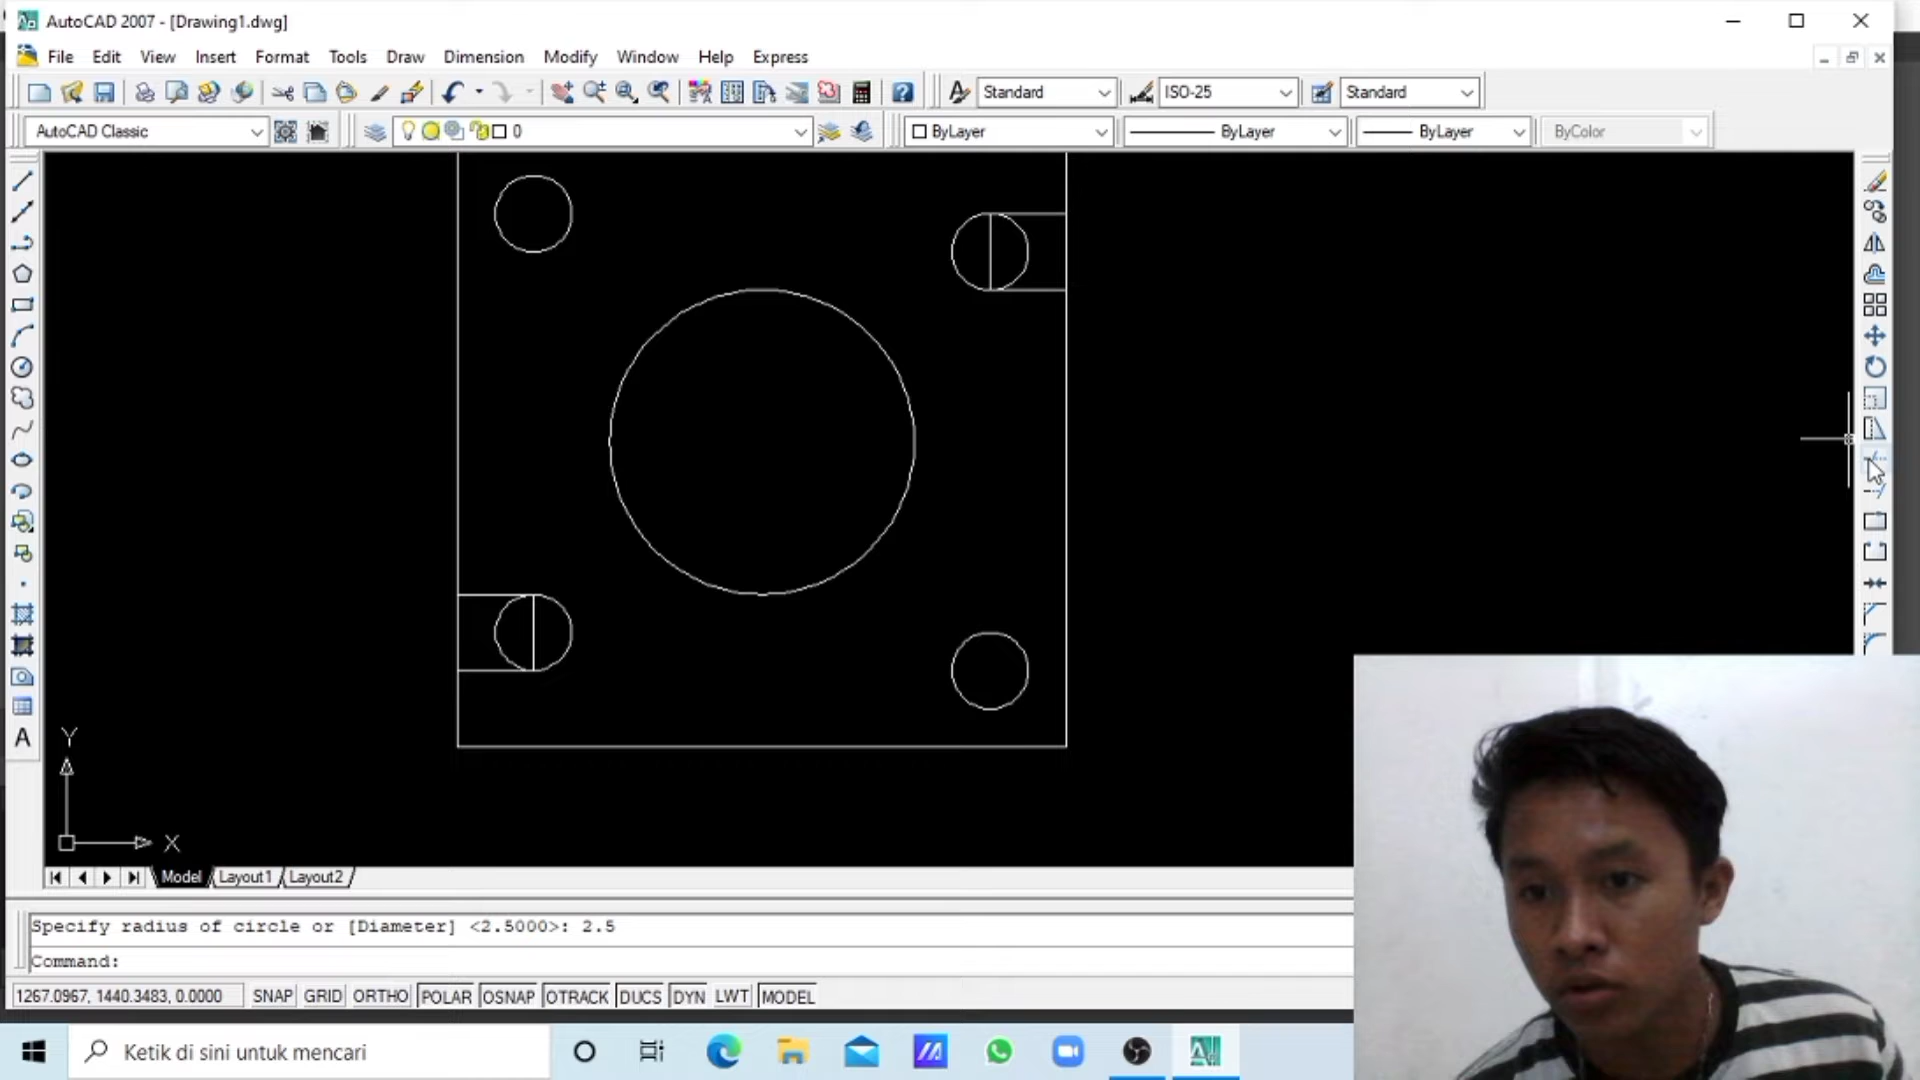 AutoCAD 2007 - [Drawing1.dwg]
File Edit View Insert Format Tools Draw Dimension Modify Window Help Express
Standard ISO-25 Standard
AutoCAD Classic 0 ByLayer ByLayer ByLayer ByColor
A
Y
X
Model Layout1 Layout2
Specify radius of circle or [Diameter] <2.5000>: 2.5
Command:
1267.0967, 1440.3483, 0.0000 SNAP GRID ORTHO POLAR OSNAP OTRACK DUCS DYN LWT MODEL
Ketik di sini untuk mencari